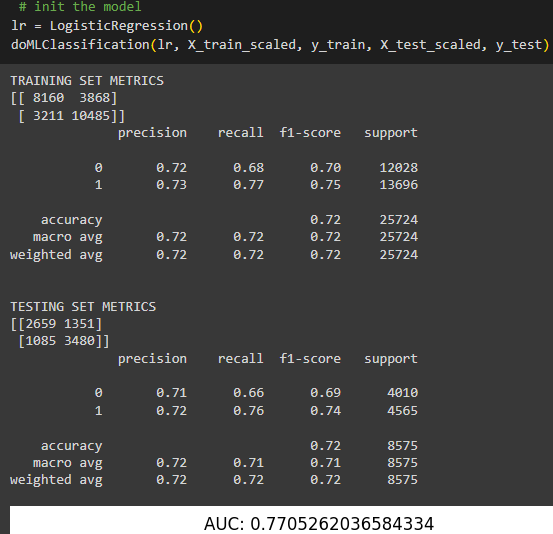 # init the model
lr = LogisticRegression()
doMLClassification(lr, X_train_scaled, y_train, X_test_scaled, y_test)
TRAINING SET METRICS
[[ 8160  3868]
 [ 3211 10485]]
              precision    recall  f1-score   support

           0       0.72      0.68      0.70     12028
           1       0.73      0.77      0.75     13696

    accuracy                           0.72     25724
   macro avg       0.72      0.72      0.72     25724
weighted avg       0.72      0.72      0.72     25724

TESTING SET METRICS
[[2659 1351]
 [1085 3480]]
              precision    recall  f1-score   support

           0       0.71      0.66      0.69      4010
           1       0.72      0.76      0.74      4565

    accuracy                           0.72      8575
   macro avg       0.72      0.71      0.71      8575
weighted avg       0.72      0.72      0.72      8575

AUC: 0.7705262036584334